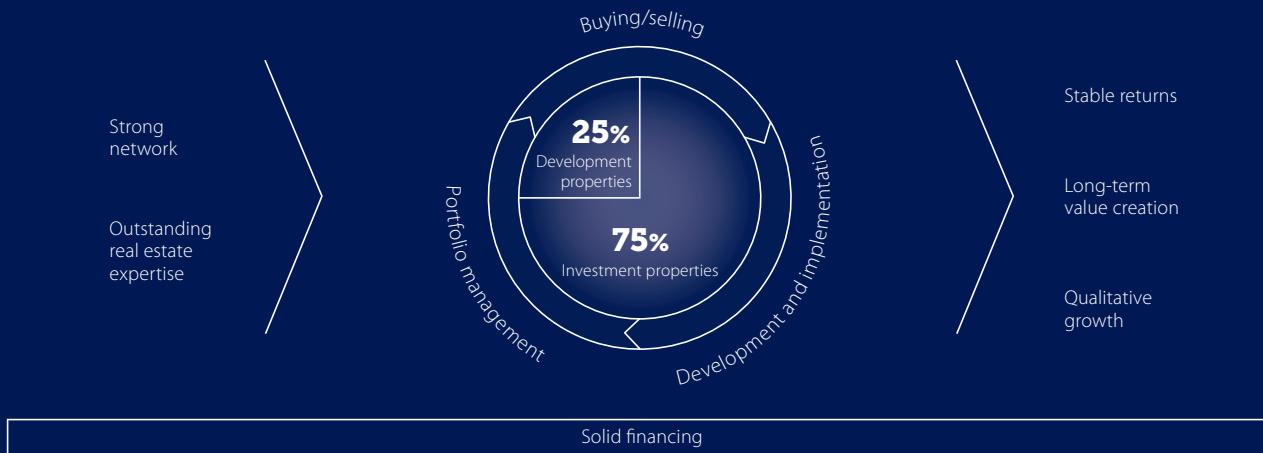 Strong
network
Outstanding
real estate
expertise
Buying/selling
25%
Development
properties
75%
Investment properties
Portfolio management
Development and implementation
Stable returns
Long-term
value creation
Qualitative
growth
Solid financing